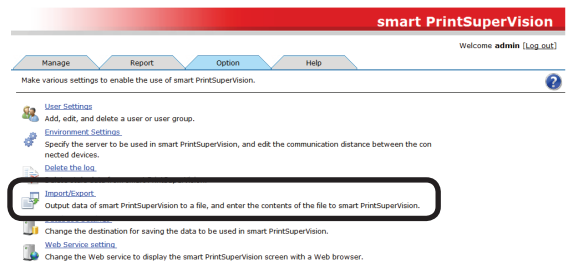 smart PrintSuperVision
Welcome admin [Log out]
Manage Report Option Help
Make various settings to enable the use of smart PrintSuperVision.
User Settings
Add, edit, and delete a user or user group.
Environment Settings
Specify the server to be used in smart PrintSuperVision, and edit the communication distance between the con
nected devices.
Delete the log
Import/Export
Output data of smart PrintSuperVision to a file, and enter the contents of the file to smart PrintSuperVision.
Change the destination for saving the data to be used in smart PrintSuperVision.
Web Service setting
Change the Web service to display the smart PrintSuperVision screen with a Web browser.